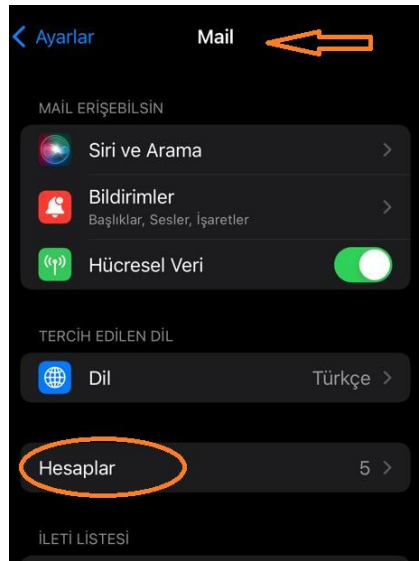 Ayarlar Mail
MAİL ERİŞEBİLSİN
Siri ve Arama
Bildirimler
Başlıklar, Sesler, İşaretler
Hücresel Veri
TERCİH EDİLEN DİL
Dil Türkçe
Hesaplar 5
İLETİ LİSTESİ